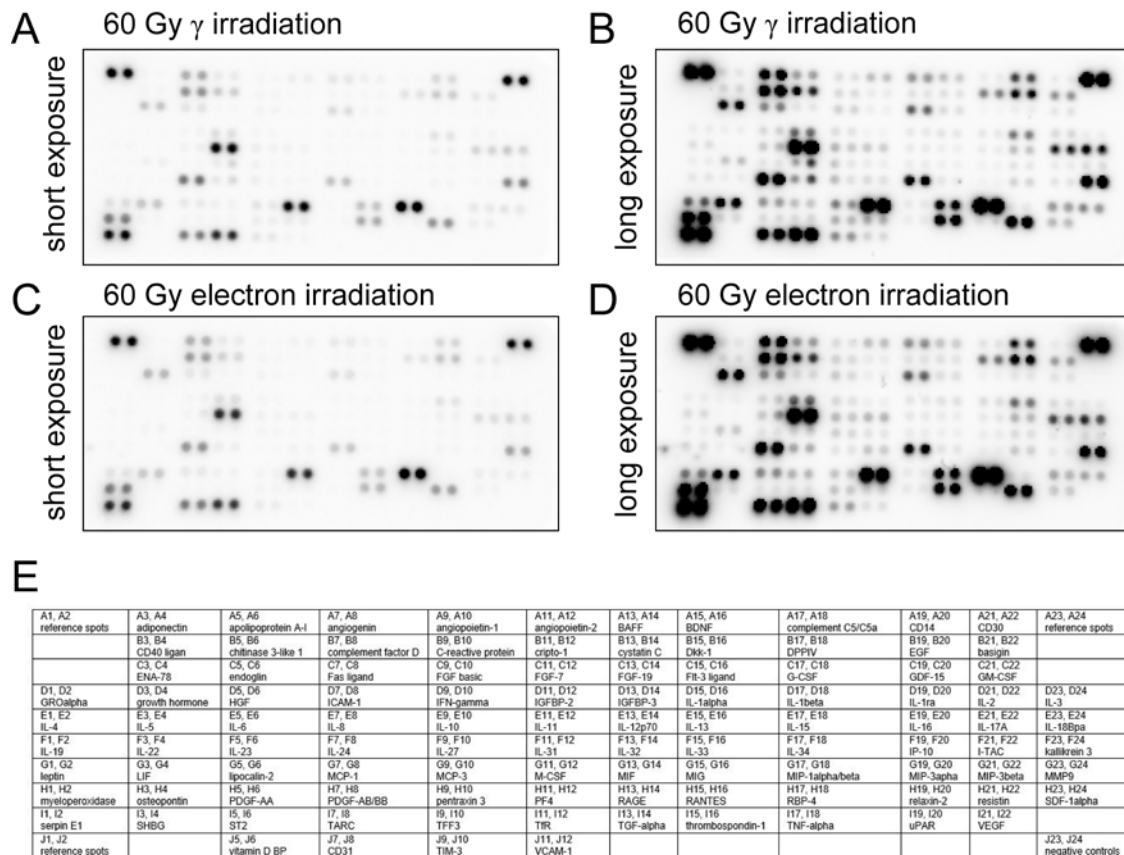 A 60 Gy γ irradiation
B 60 Gy γ irradiation
short exposure
long exposure
C 60 Gy electron irradiation
D 60 Gy electron irradiation
short exposure
long exposure
E
A1, A2 A3, A4 A5, A6 A7, A8 A9, A10 A11, A12 A13, A14 A15, A16 A17, A18 A19, A20 A21, A22 A23, A24
reference spots adiponectin apolipoprotein A-I angiogenin angiopoietin-1 angiopoietin-2 BAFF BDNF complement C5/C5a CD14 CD30 reference spots
B3, B4 B5, B6 B7, B8 B9, B10 B11, B12 B13, B14 B15, B16 B17, B18 B19, B20 B21, B22
CD40 ligan chitinase 3-like 1 complement factor D C-reactive protein cripto-1 cystatin C Dkk-1 DPPIV EGF basigin
C3, C4 C5, C6 C7, C8 C9, C10 C11, C12 C13, C14 C15, C16 C17, C18 C19, C20 C21, C22
ENA-78 endoglin Fas ligand FGF basic FGF-7 FGF-19 Flt-3 ligand G-CSF GDF-15 GM-CSF
D1, D2 D3, D4 D5, D6 D7, D8 D9, D10 D11, D12 D13, D14 D15, D16 D17, D18 D19, D20 D21, D22 D23, D24
GROalpha growth hormone HGF ICAM-1 IFN-gamma IGFBP-2 IGFBP-3 IL-1alpha IL-1beta IL-1ra IL-2 IL-3
E1, E2 E3, E4 E5, E6 E7, E8 E9, E10 E11, E12 E13, E14 E15, E16 E17, E18 E19, E20 E21, E22 E23, E24
IL-4 IL-5 IL-6 IL-8 IL-10 IL-11 IL-12p70 IL-13 IL-15 IL-16 IL-17A IL-18Bpa
F1, F2 F3, F4 F5, F6 F7, F8 F9, F10 F11, F12 F13, F14 F15, F16 F17, F18 F19, F20 F21, F22 F23, F24
IL-19 IL-22 IL-23 IL-24 IL-27 IL-31 IL-32 IL-33 IL-34 IP-10 I-TAC kallikrein 3
G1, G2 G3, G4 G5, G6 G7, G8 G9, G10 G11, G12 G13, G14 G15, G16 G17, G18 G19, G20 G21, G22 G23, G24
leptin LIF lipocalin-2 MCP-1 MCP-3 M-CSF MIF MIG MIP-1alpha/beta MIP-3apha MIP-3beta MMP9
H1, H2 H3, H4 H5, H6 H7, H8 H9, H10 H11, H12 H13, H14 H15, H16 H17, H18 H19, H20 H21, H22 H23, H24
myeloperoxidase osteopontin PDGF-AA PDGF-AB/BB pentraxin 3 PF4 RAGE RANTES RBP-4 relaxin-2 resistin SDF-1alpha
I1, I2 I3, I4 I5, I6 I7, I8 I9, I10 I11, I12 I13, I14 I15, I16 I17, I18 I19, I20 I21, I22
serpin E1 SHBG ST2 TARC TFF3 TfR TGF-alpha thrombospondin-1 TNF-alpha uPAR VEGF
J1, J2 J5, J6 J7, J8 J9, J10 J11, J12 J23, J24
reference spots vitamin D BP CD31 TIM-3 VCAM-1 negative controls